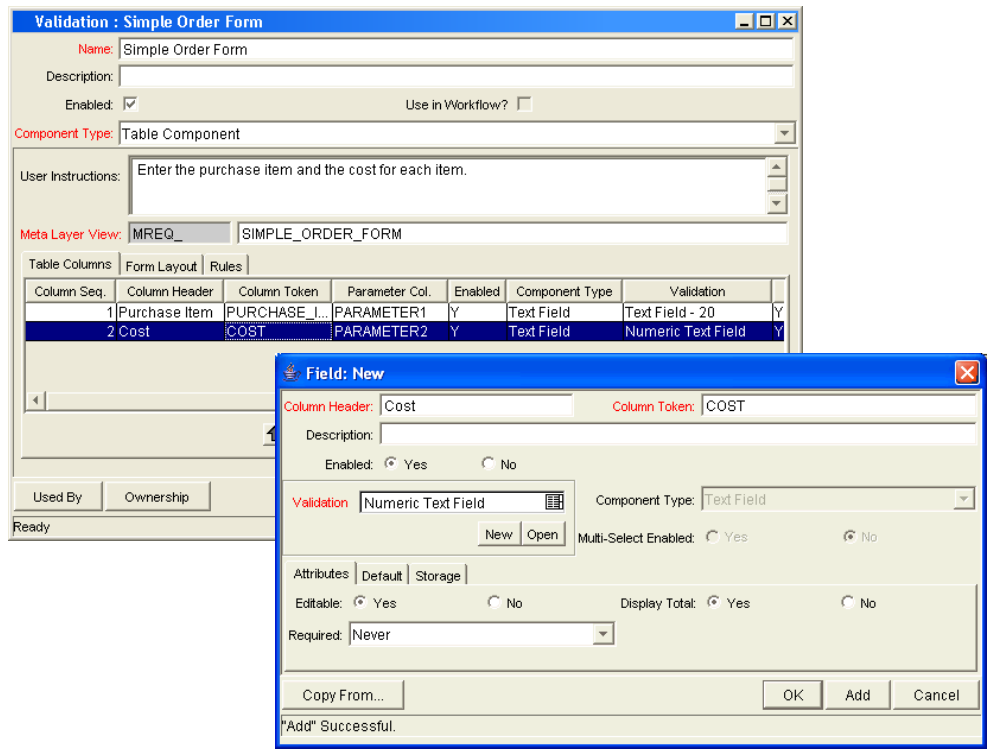 Validation : Simple Order Form
Name: Simple Order Form
Description:
Enabled: Use in Workflow?
Component Type: Table Component
User Instructions: Enter the purchase item and the cost for each item.
Meta Layer View: MREQ_ SIMPLE_ORDER_FORM
Table Columns Form Layout Rules
Column Seq. Column Header Column Token Parameter Col. Enabled Component Type Validation
1 Purchase Item PURCHASE_I... PARAMETER1 Y Text Field Text Field - 20 Y
2 Cost COST PARAMETER2 Y Text Field Numeric Text Field Y
Used By Ownership
Ready
Field: New
Column Header: Cost Column Token: COST
Description:
Enabled: Yes No
Validation Numeric Text Field Component Type: Text Field
New Open Multi-Select Enabled: Yes No
Attributes Default Storage
Editable: Yes No Display Total: Yes No
Required: Never
Copy From... OK Add Cancel
"Add" Successful.